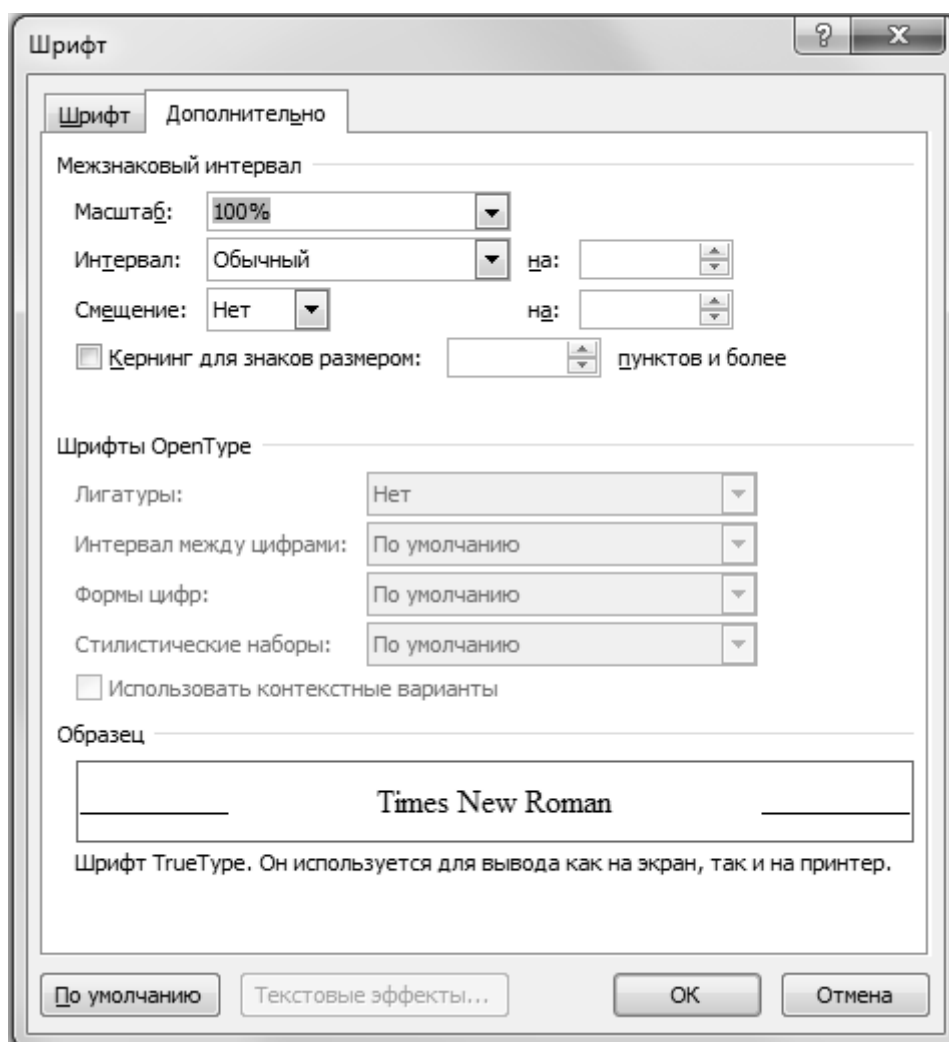 Шрифт
Шрифт Дополнительно
Межзнаковый интервал
Масштаб: 100%
Интервал: Обычный на:
Смещение: Нет на:
Кернинг для знаков размером: пунктов и более
Шрифты OpenType
Лигатуры: Нет
Интервал между цифрами: По умолчанию
Формы цифр: По умолчанию
Стилистические наборы: По умолчанию
Использовать контекстные варианты
Образец
Times New Roman
Шрифт TrueType. Он используется для вывода как на экран, так и на принтер.
По умолчанию Текстовые эффекты... ОК Отмена